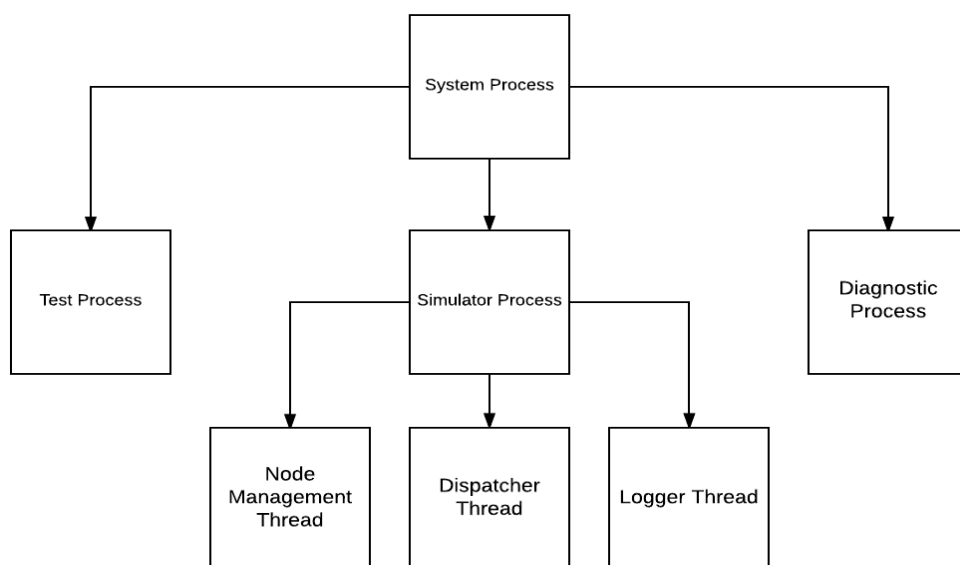 System Process
Test Process
Simulator Process
Diagnostic
Process
Node
Management
Thread
Dispatcher
Thread
Logger Thread